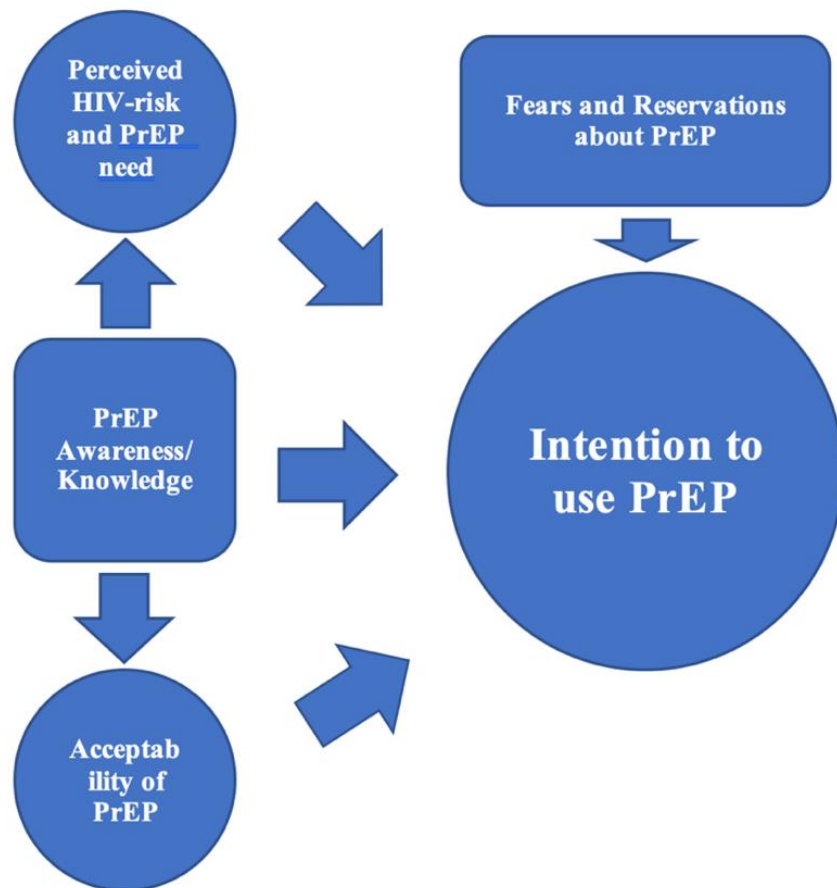 Perceived
HIV-risk
and PrEP
need
Fears and Reservations
about PrEP
PrEP
Awareness/
Knowledge
Intention to
use PrEP
Acceptab
ility of
PrEP